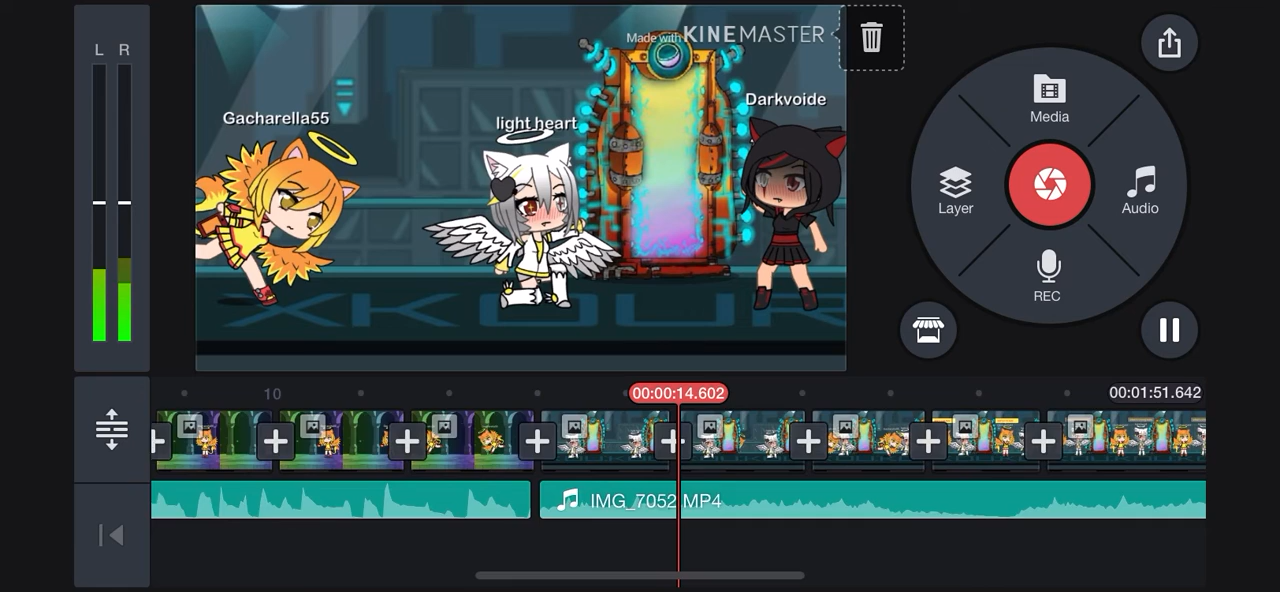 L R
Made with KINEMASTER
Gacharella55
light heart
Darkvoide
XKOUR
Media
Layer
Audio
REC
10
00:00:14.602
00:01:51.642
IMG_7052.MP4